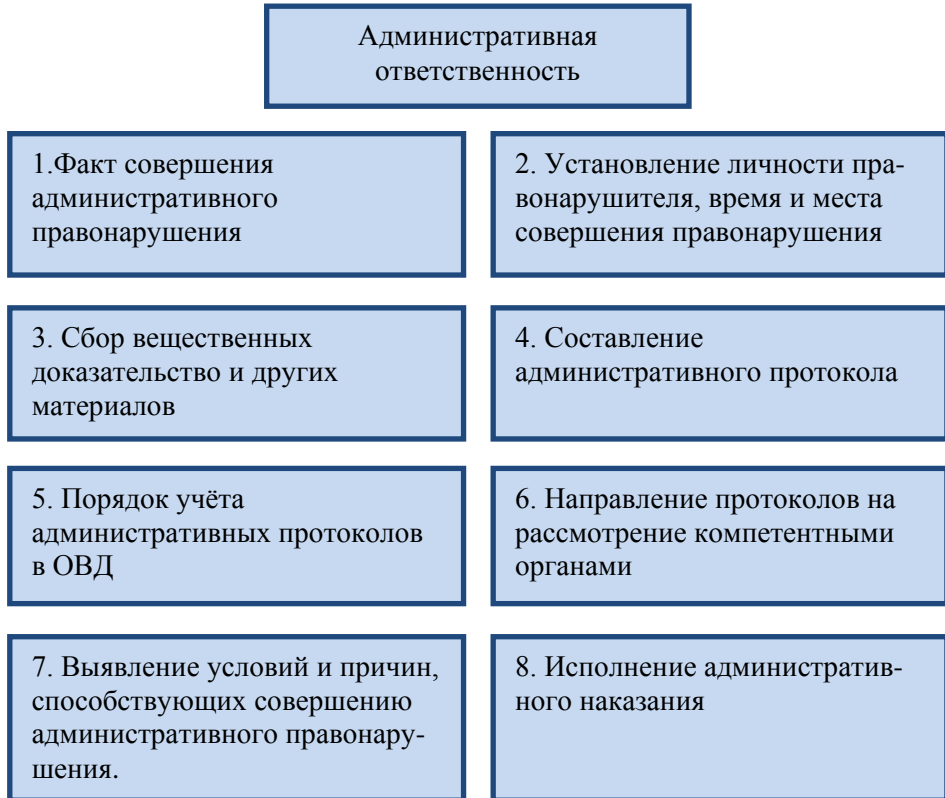 Административная
ответственность
1.Факт совершения
административного
правонарушения
2. Установление личности пра-
вонарушителя, время и места
совершения правонарушения
3. Сбор вещественных
доказательство и других
материалов
4. Составление
административного протокола
5. Порядок учёта
административных протоколов
в ОВД
6. Направление протоколов на
рассмотрение компетентными
органами
7. Выявление условий и причин,
способствующих совершению
административного правонару-
шения.
8. Исполнение административ-
ного наказания